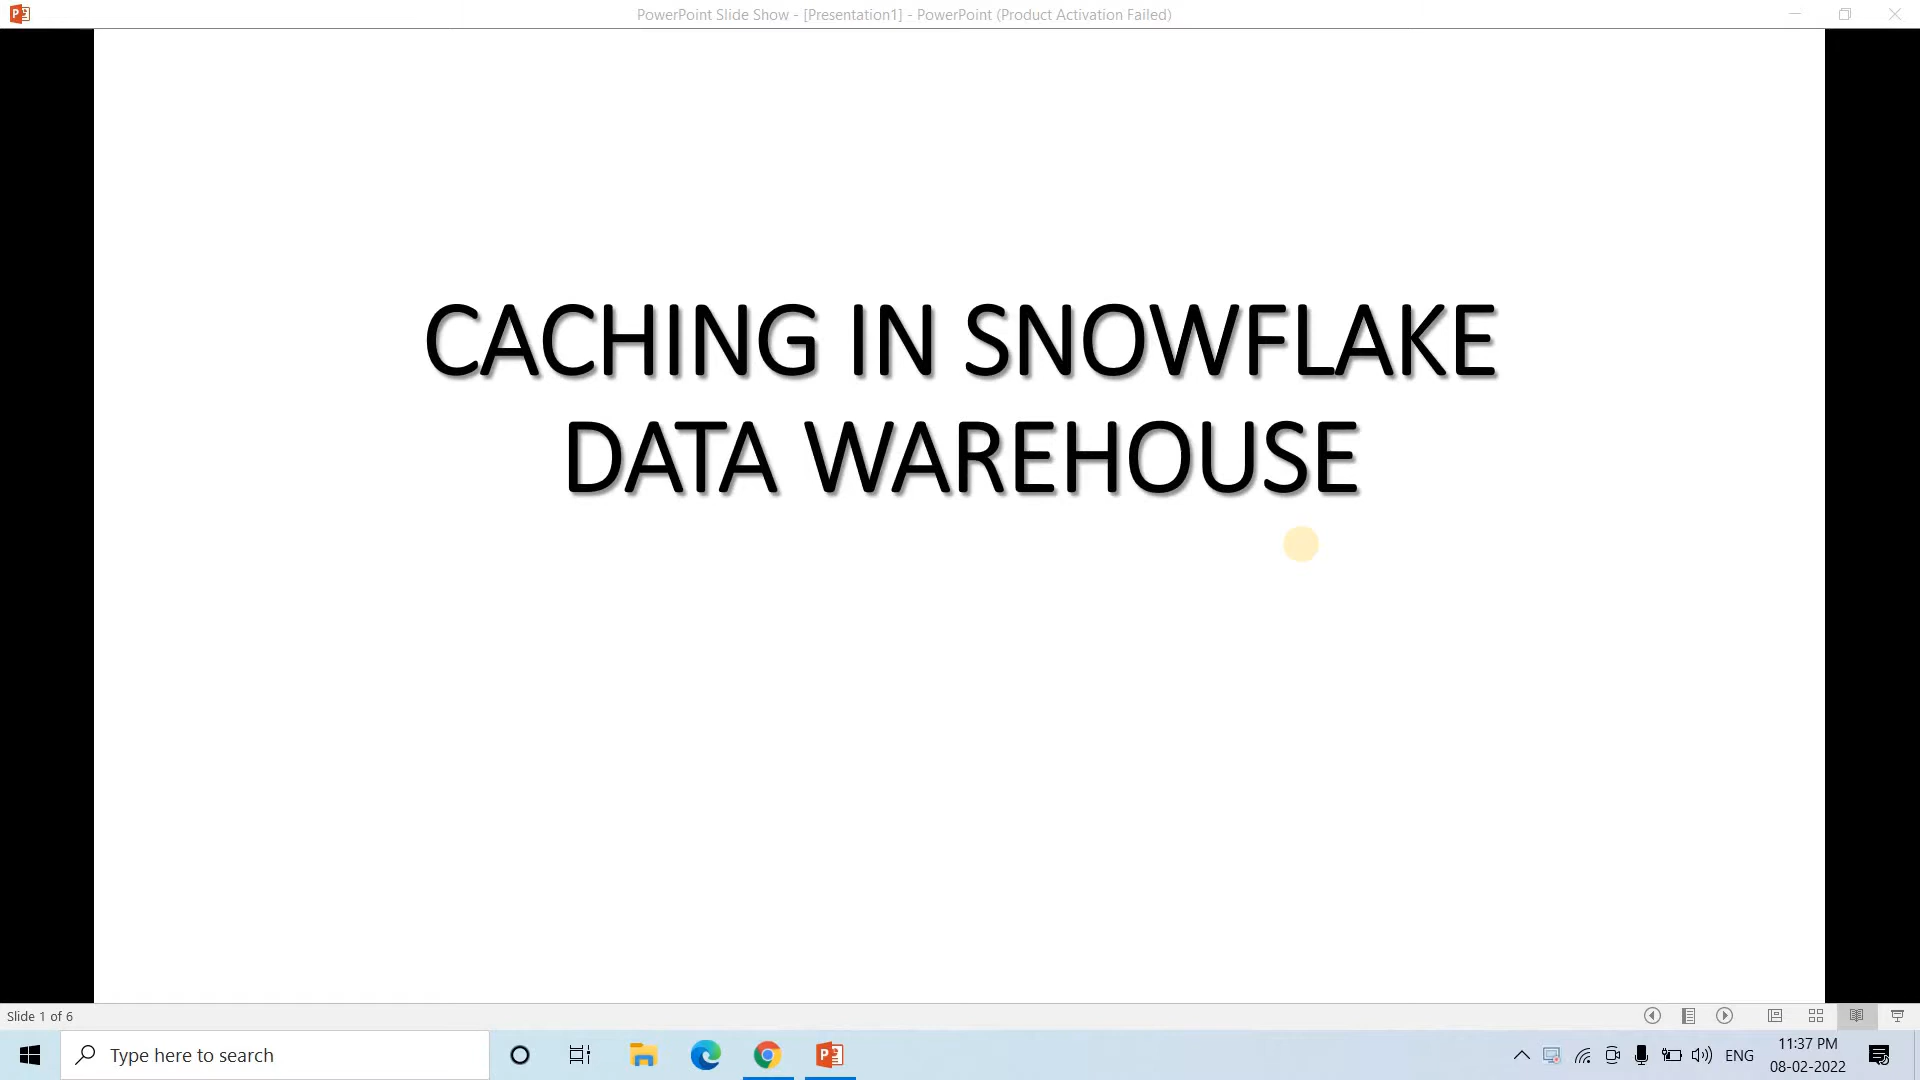 PowerPoint Slide Show - [Presentation1] - PowerPoint (Product Activation Failed)
CACHING IN SNOWFLAKE
DATA WAREHOUSE
Slide 1 of 6
Type here to search
ENG
11:37 PM
08-02-2022